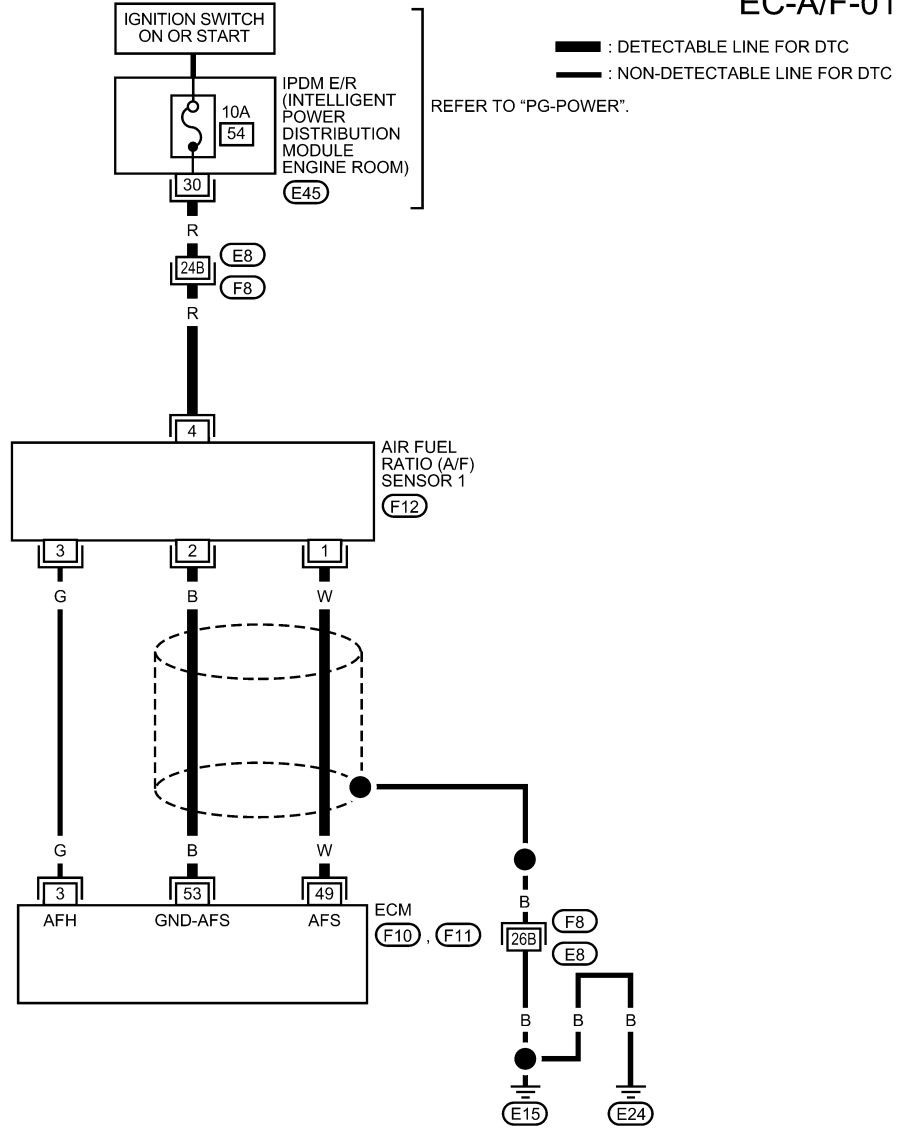 EC-A/F-01
IGNITION SWITCH
ON OR START
: DETECTABLE LINE FOR DTC
: NON-DETECTABLE LINE FOR DTC
IPDM E/R
(INTELLIGENT
POWER
DISTRIBUTION
MODULE
ENGINE ROOM)
10A
54
REFER TO “PG-POWER”.
30
E45
R
24B
E8
F8
R
4
AIR FUEL
RATIO (A/F)
SENSOR 1
F12
3 2 1
G B W
G B W
3 53 49
AFH GND-AFS AFS
ECM
F10 , F11
B
26B
F8
E8
B B B
E15 E24